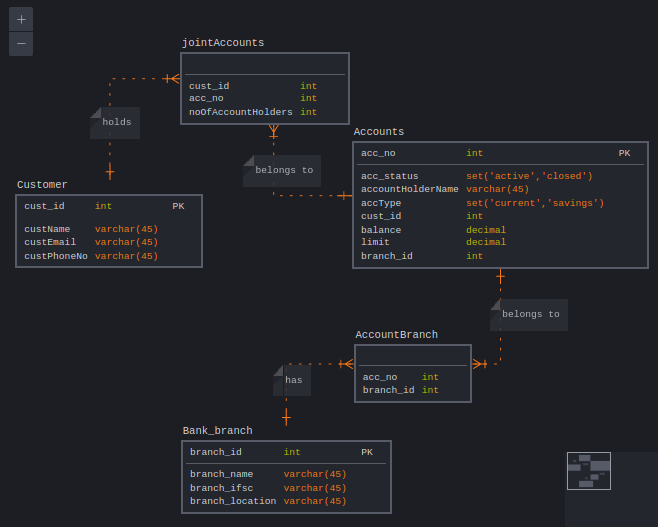 +
−
jointAccounts
cust_id int
acc_no int
noOfAccountHolders int
holds
belongs to
Accounts
acc_no int PK
acc_status set('active','closed')
accountHolderName varchar(45)
accType set('current','savings')
cust_id int
balance decimal
limit decimal
branch_id int
Customer
cust_id int PK
custName varchar(45)
custEmail varchar(45)
custPhoneNo varchar(45)
belongs to
AccountBranch
acc_no int
branch_id int
has
Bank_branch
branch_id int PK
branch_name varchar(45)
branch_ifsc varchar(45)
branch_location varchar(45)